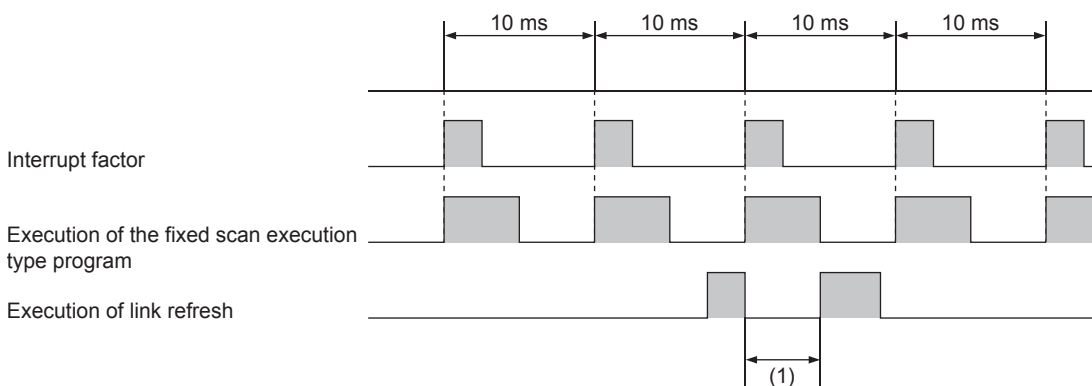 10 ms 10 ms 10 ms 10 ms
Interrupt factor
Execution of the fixed scan execution
type program
Execution of link refresh
(1)